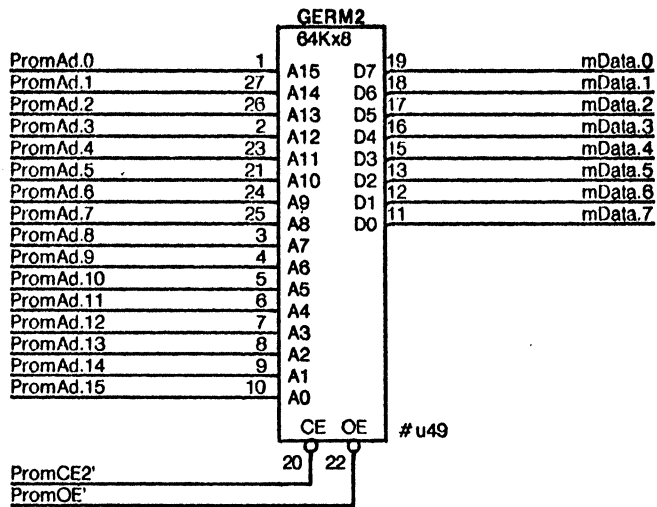 GERM2
64Kx8
PromAd.0 1 A15 D7 19 mData.0
PromAd.1 27 A14 D6 18 mData.1
PromAd.2 26 A13 D5 17 mData.2
PromAd.3 2 A12 D4 16 mData.3
PromAd.4 23 A11 D3 15 mData.4
PromAd.5 21 A10 D2 13 mData.5
PromAd.6 24 A9 D1 12 mData.6
PromAd.7 25 A8 D0 11 mData.7
PromAd.8 3 A7
PromAd.9 4 A6
PromAd.10 5 A5
PromAd.11 6 A4
PromAd.12 7 A3
PromAd.13 8 A2
PromAd.14 9 A1
PromAd.15 10 A0
CE OE #u49
20 22
PromCE2'
PromOE'